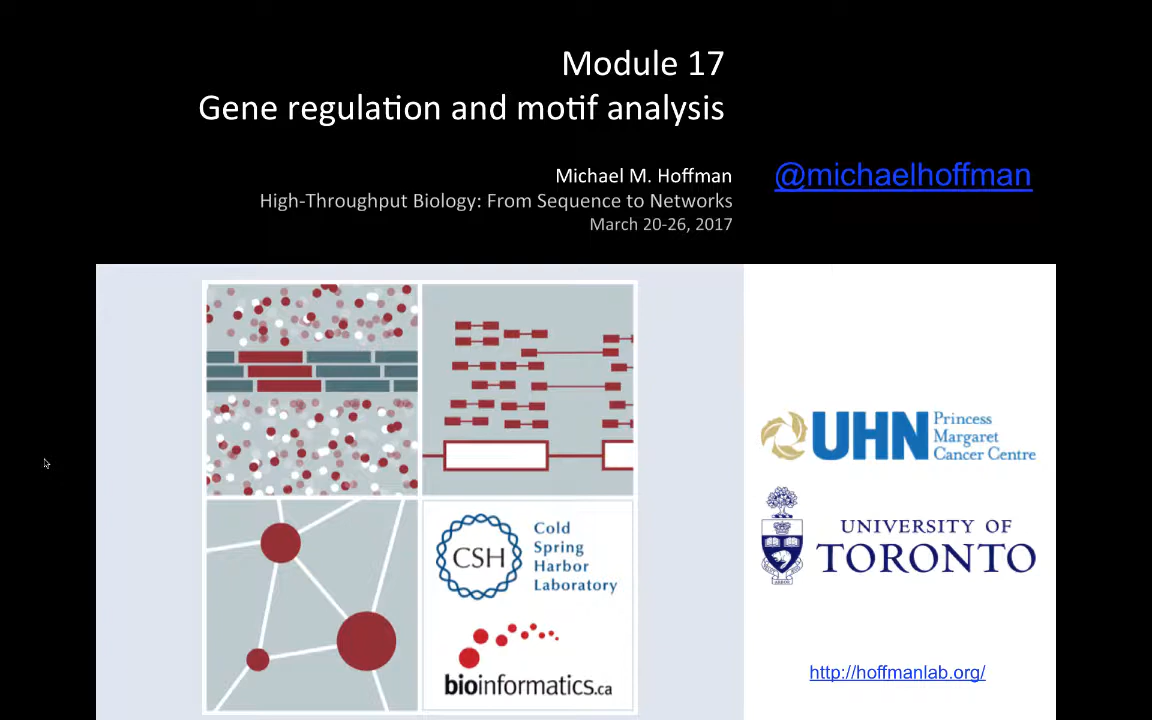 Module 17
Gene regulation and motif analysis
Michael M. Hoffman
@michaelhoffman
High-Throughput Biology: From Sequence to Networks
March 20-26, 2017
UHN
Princess
Margaret
Cancer Centre
CSH
Cold
Spring
Harbor
Laboratory
UNIVERSITY OF
TORONTO
bioinformatics.ca
http://hoffmanlab.org/